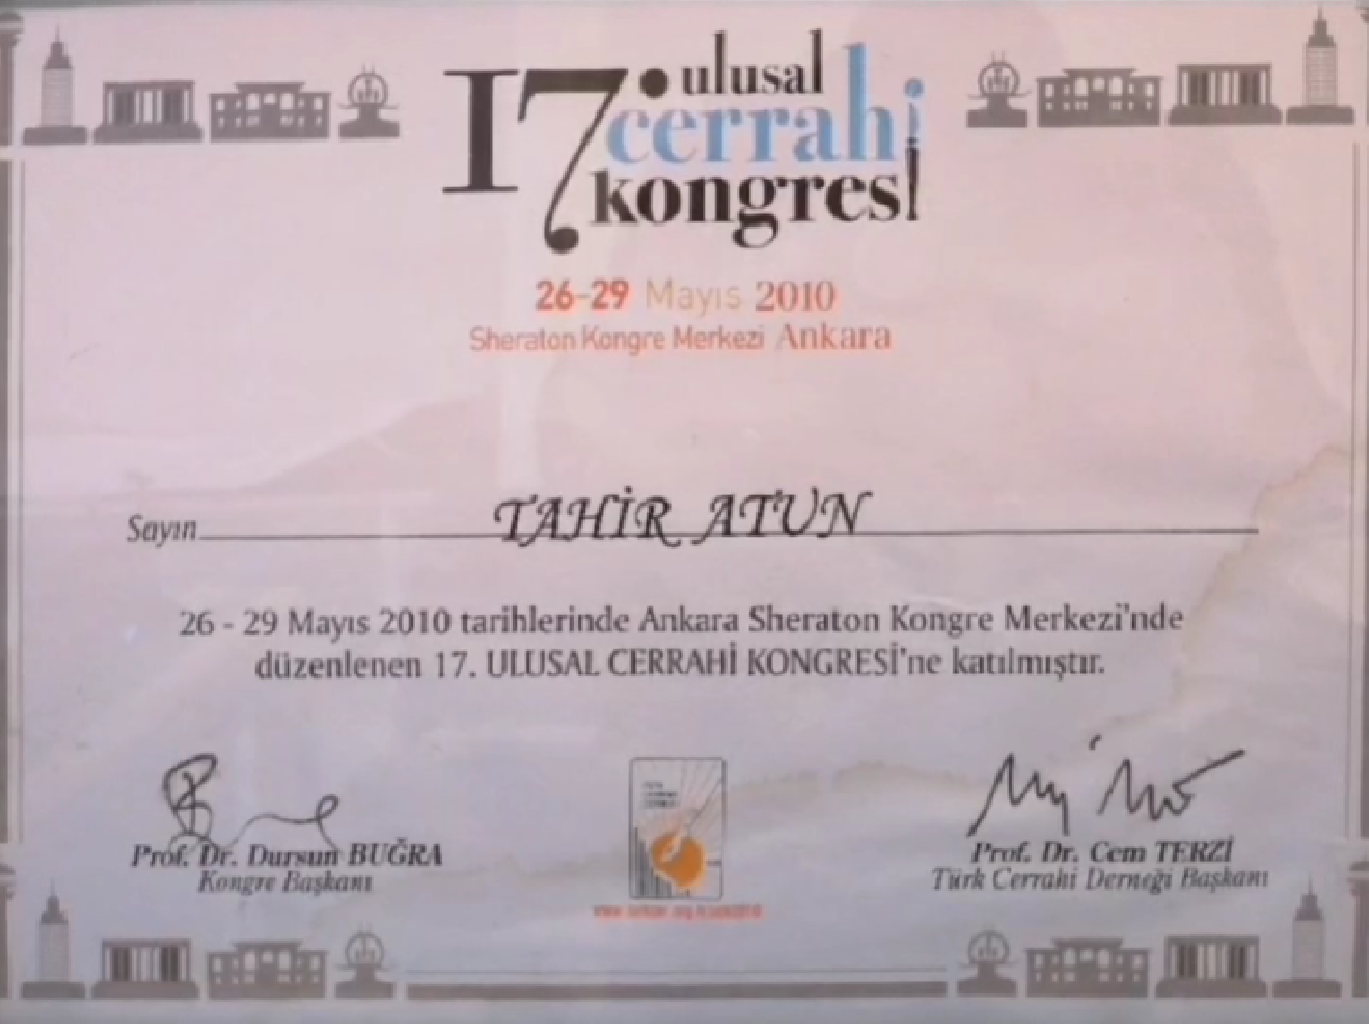 17. ulusal
cerrahi
kongresi
26-29 Mayıs 2010
Sheraton Kongre Merkezi Ankara
Sayın TAHİR ATUN
26 - 29 Mayıs 2010 tarihlerinde Ankara Sheraton Kongre Merkezi'nde
düzenlenen 17. ULUSAL CERRAHİ KONGRESİ'ne katılmıştır.
Prof. Dr. Dursun BUĞRA
Kongre Başkanı
Prof. Dr. Cem TERZİ
Türk Cerrahi Derneği Başkanı